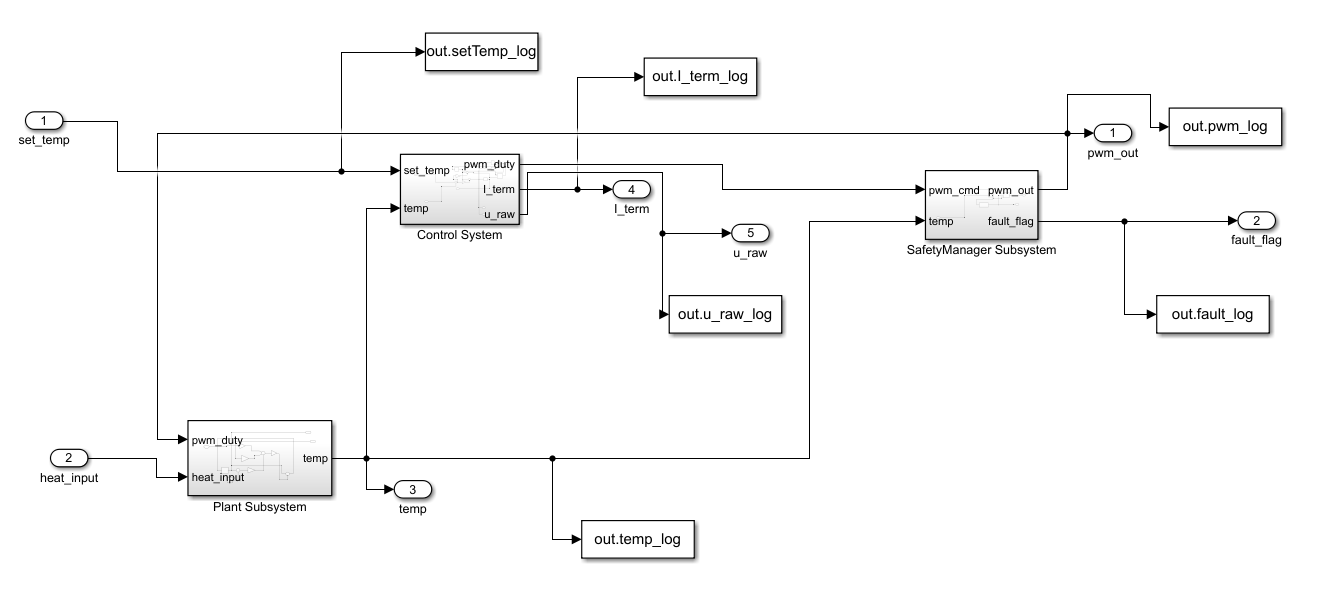 out.setTemp_log
out.I_term_log
1
set_temp
1
pwm_out
out.pwm_log
set_temp
temp
pwm_duty
I_term
u_raw
Control System
4
I_term
5
u_raw
out.u_raw_log
pwm_cmd
temp
pwm_out
fault_flag
SafetyManager Subsystem
2
fault_flag
out.fault_log
2
heat_input
pwm_duty
heat_input
temp
Plant Subsystem
3
temp
out.temp_log